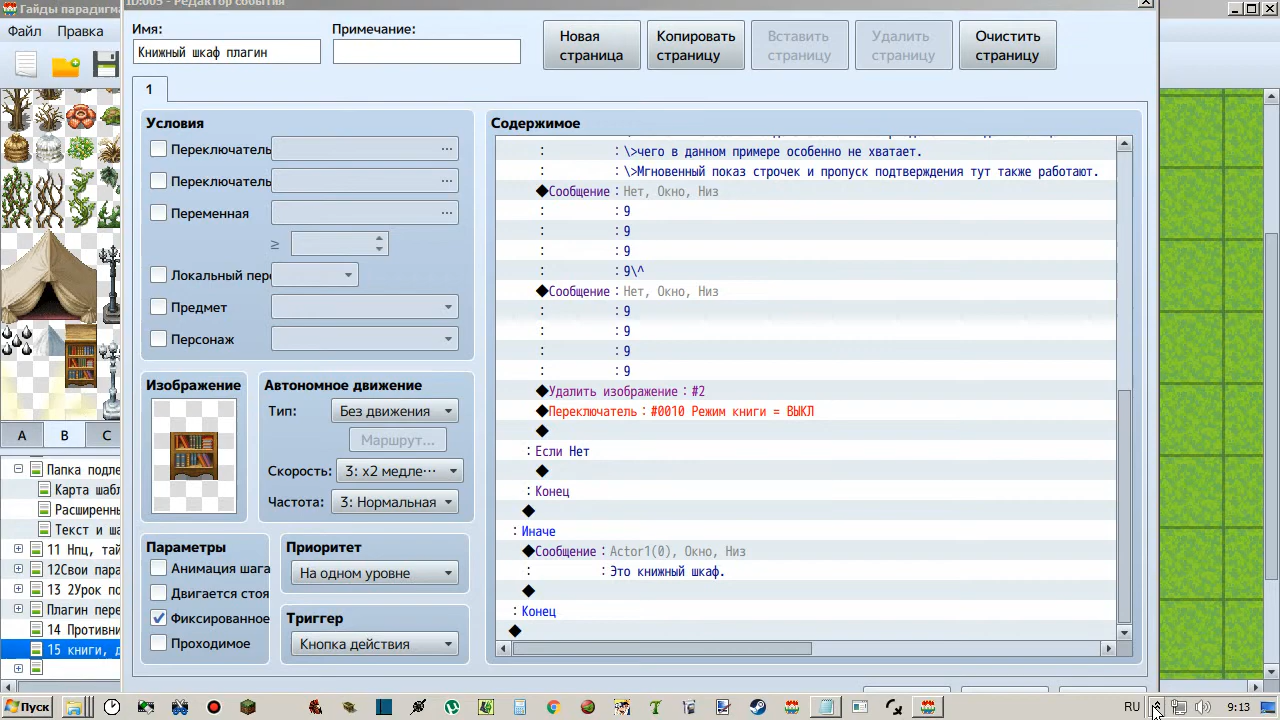 Гайды парадигма
ID:005 - Редактор события
Файл Правка
Имя:
Примечание:
Книжный шкаф плагин
Новая
страница
Копировать
страницу
Вставить
страницу
Удалить
страницу
Очистить
страницу
1
Условия
Переключатель ...
Переключатель ...
Переменная ...
≥
Локальный пере
Предмет
Персонаж
Изображение
Автономное движение
Тип: Без движения
Маршрут...
Скорость: 3: x2 медле···
Частота: 3: Нормальная
Параметры
Анимация шага
Двигается стоя
Фиксированное
Проходимое
Приоритет
На одном уровне
Триггер
Кнопка действия
Содержимое
: :\>чего в данном примере особенно не хватает.
: :\>Мгновенный показ строчек и пропуск подтверждения тут также работают.
◆Сообщение : Нет, Окно, Низ
: : 9
: : 9
: : 9
: : 9\^
◆Сообщение : Нет, Окно, Низ
: : 9
: : 9
: : 9
: : 9
◆Удалить изображение : #2
◆Переключатель : #0010 Режим книги = ВЫКЛ
◆
: Если Нет
◆
: Конец
◆
: Иначе
◆Сообщение : Actor1(0), Окно, Низ
: : Это книжный шкаф.
◆
: Конец
◆
A B C
Папка подле
Карта шабл
Расширеннь
Текст и ша
11 Нпц, тай
12Свои пара
13 2Урок по
Плагин пере
14 Противни
15 книги, д
Пуск
RU
9:13